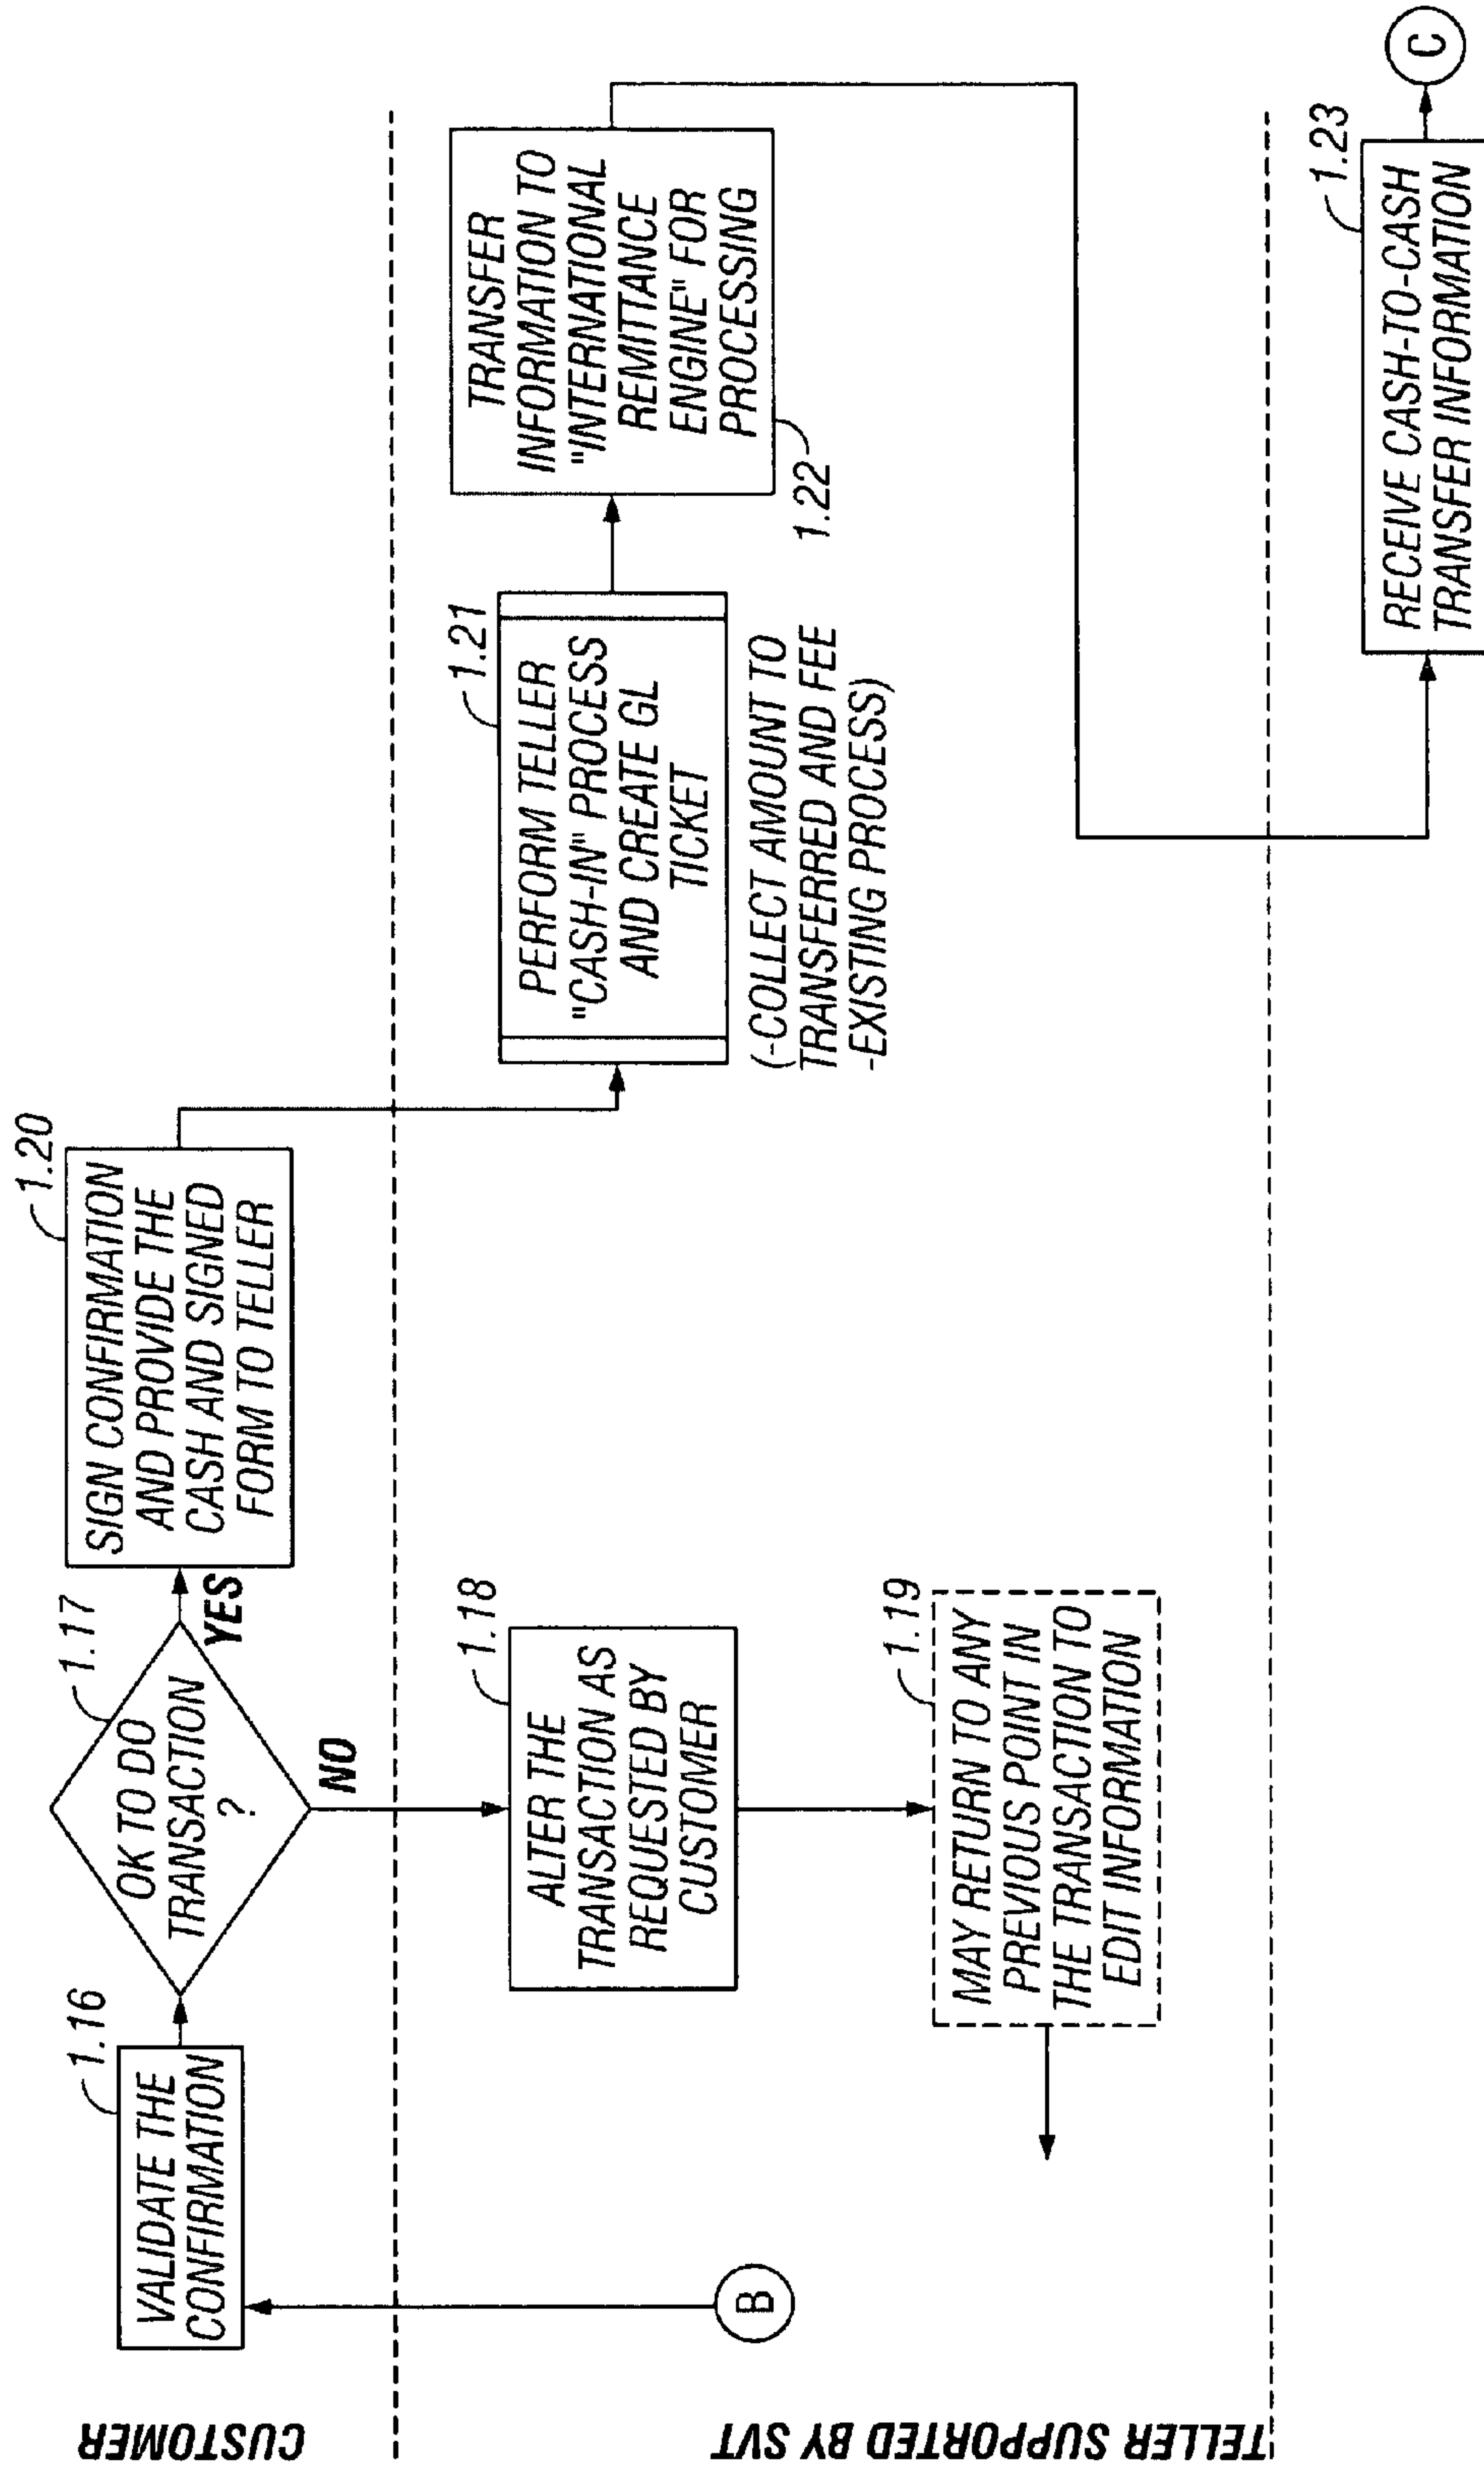 CUSTOMER
1.16
VALIDATE THE
CONFIRMATION
1.17
OK TO DO
TRANSACTION
?
YES
NO
1.20
SIGN CONFIRMATION
AND PROVIDE THE
CASH AND SIGNED
FORM TO TELLER
TELLER SUPPORTED BY SVT
B
1.18
ALTER THE
TRANSACTION AS
REQUESTED BY
CUSTOMER
1.19
MAY RETURN TO ANY
PREVIOUS POINT IN
THE TRANSACTION TO
EDIT INFORMATION
1.21
PERFORM TELLER
"CASH-IN" PROCESS
AND CREATE GL
TICKET
(-COLLECT AMOUNT TO
TRANSFERRED AND FEE
-EXISTING PROCESS)
TRANSFER
INFORMATION TO
"INTERNATIONAL
REMITTANCE
ENGINE" FOR
PROCESSING
1.22
1.23
RECEIVE CASH-TO-CASH
TRANSFER INFORMATION
C